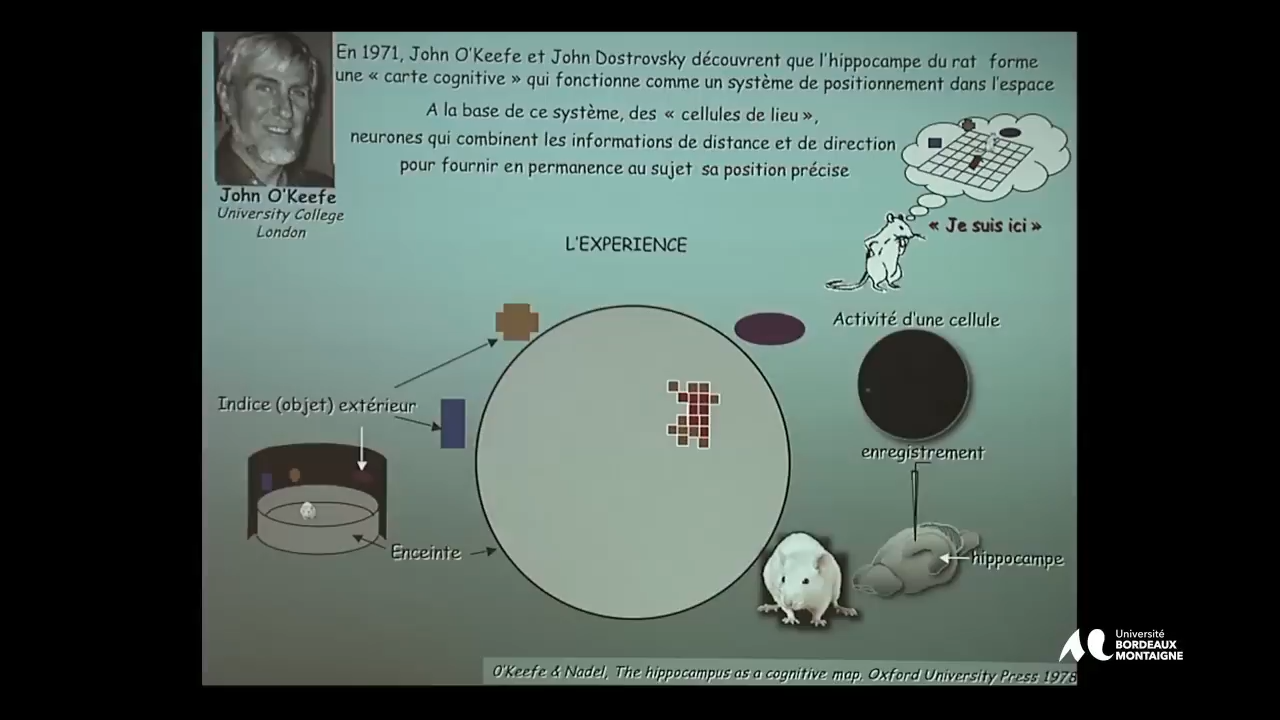 En 1971, John O'Keefe et John Dostrovsky découvrent que l'hippocampe du rat forme
une « carte cognitive » qui fonctionne comme un système de positionnement dans l'espace
A la base de ce système, des « cellules de lieu »,
neurones qui combinent les informations de distance et de direction
pour fournir en permanence au sujet sa position précise
John O'Keefe
University College
London
« Je suis ici »
L'EXPERIENCE
Activité d'une cellule
Indice (objet) extérieur
enregistrement
Enceinte
hippocampe
O'Keefe & Nadel, The hippocampus as a cognitive map. Oxford University Press 1978
Université
BORDEAUX
MONTAIGNE